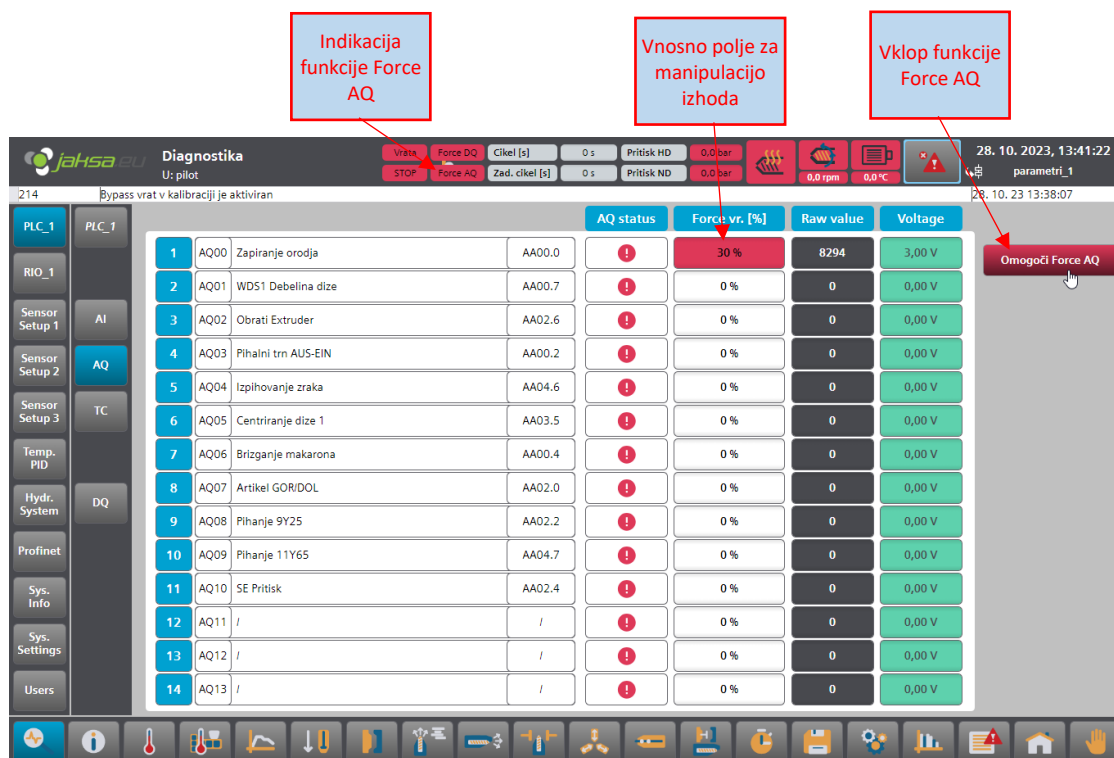 Indikacija
funkcije Force
AQ
Vnosno polje za
manipulacijo
izhoda
Vklop funkcije
Force AQ
jaksa.eu
Diagnostika
U: pilot
Vrata Force DQ Cikel [s] 0 s Pritisk HD 0,0 bar
STOP Force AQ Zad. cikel [s] 0 s Pritisk ND 0,0 bar
0,0 rpm 0,0 °C
28. 10. 2023, 13:41:22
parametri_1
214 Bypass vrat v kalibraciji je aktiviran 28. 10. 23 13:38:07
PLC_1 PLC_1
RIO_1
Sensor
Setup 1
AI
Sensor
Setup 2
AQ
Sensor
Setup 3
TC
Temp.
PID
Hydr.
System
DQ
Profinet
Sys.
Info
Sys.
Settings
Users
AQ status Force vr. [%] Raw value Voltage
1 AQ00 Zapiranje orodja AA00.0 ! 30 % 8294 3,00 V
2 AQ01 WDS1 Debelina dize AA00.7 ! 0 % 0 0,00 V
3 AQ02 Obrati Extruder AA02.6 ! 0 % 0 0,00 V
4 AQ03 Pihalni trn AUS-EIN AA00.2 ! 0 % 0 0,00 V
5 AQ04 Izpihovanje zraka AA04.6 ! 0 % 0 0,00 V
6 AQ05 Centriranje dize 1 AA03.5 ! 0 % 0 0,00 V
7 AQ06 Brizganje makarona AA00.4 ! 0 % 0 0,00 V
8 AQ07 Artikel GOR/DOL AA02.0 ! 0 % 0 0,00 V
9 AQ08 Pihanje 9Y25 AA02.2 ! 0 % 0 0,00 V
10 AQ09 Pihanje 11Y65 AA04.7 ! 0 % 0 0,00 V
11 AQ10 SE Pritisk AA02.4 ! 0 % 0 0,00 V
12 AQ11 / / ! 0 % 0 0,00 V
13 AQ12 / / ! 0 % 0 0,00 V
14 AQ13 / / ! 0 % 0 0,00 V
Omogoči Force AQ